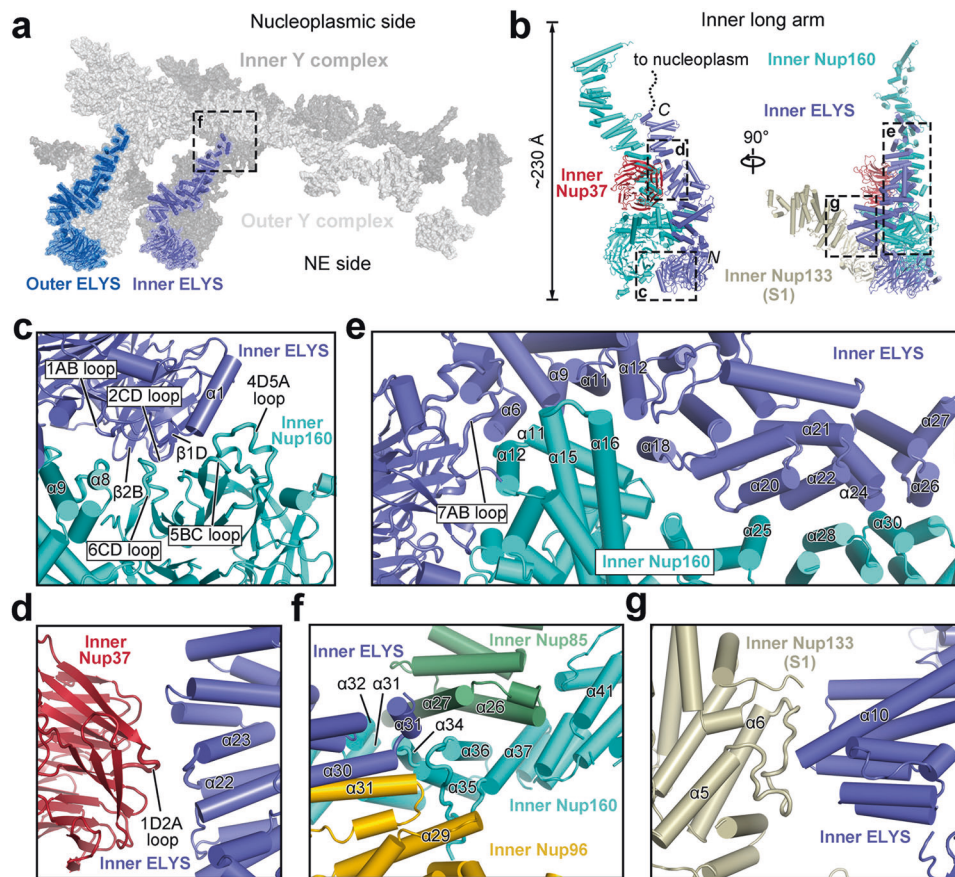 a
Nucleoplasmic side
Inner Y complex
f
Outer Y complex
NE side
Outer ELYS
Inner ELYS
b
Inner long arm
to nucleoplasm
Inner Nup160
C
Inner ELYS
~230 Å
d
90°
e
Inner
Nup37
g
N
Inner Nup133
(S1)
c
c
Inner ELYS
1AB loop
2CD loop
α1
4D5A
loop
Inner
Nup160
β1D
α9
α8
β2B
6CD loop
5BC loop
e
Inner ELYS
α9
α11
α12
α6
α11
α12
α15
α16
α18
α21
α27
α20
α22
α24
α26
7AB loop
α25
α28
α30
Inner Nup160
d
Inner
Nup37
α23
α22
1D2A
loop
Inner ELYS
f
Inner Nup85
Inner ELYS
α32
α31
α27
α26
α41
α31
α34
α36
α37
α30
α31
α35
Inner Nup160
α29
Inner Nup96
g
Inner Nup133
(S1)
α6
α10
α5
Inner ELYS